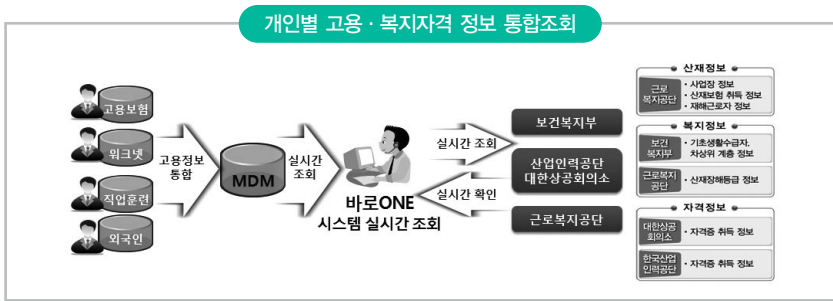 개인별 고용 · 복지자격 정보 통합조회
고용보험
워크넷
직업훈련
외국인
고용정보
통합
MDM
실시간
조회
바로ONE
시스템 실시간 조회
실시간 조회
실시간 확인
보건복지부
산업인력공단
대한상공회의소
근로복지공단
산재정보
근로
복지공단
· 사업장 정보
· 산재보험 취득 정보
· 재해근로자 정보
복지정보
보건
복지부
· 기초생활수급자,
차상위 계층 정보
근로복지
공단
· 산재장해등급 정보
자격정보
대한상공
회의소
· 자격증 취득 정보
한국산업
인력공단
· 자격증 취득 정보